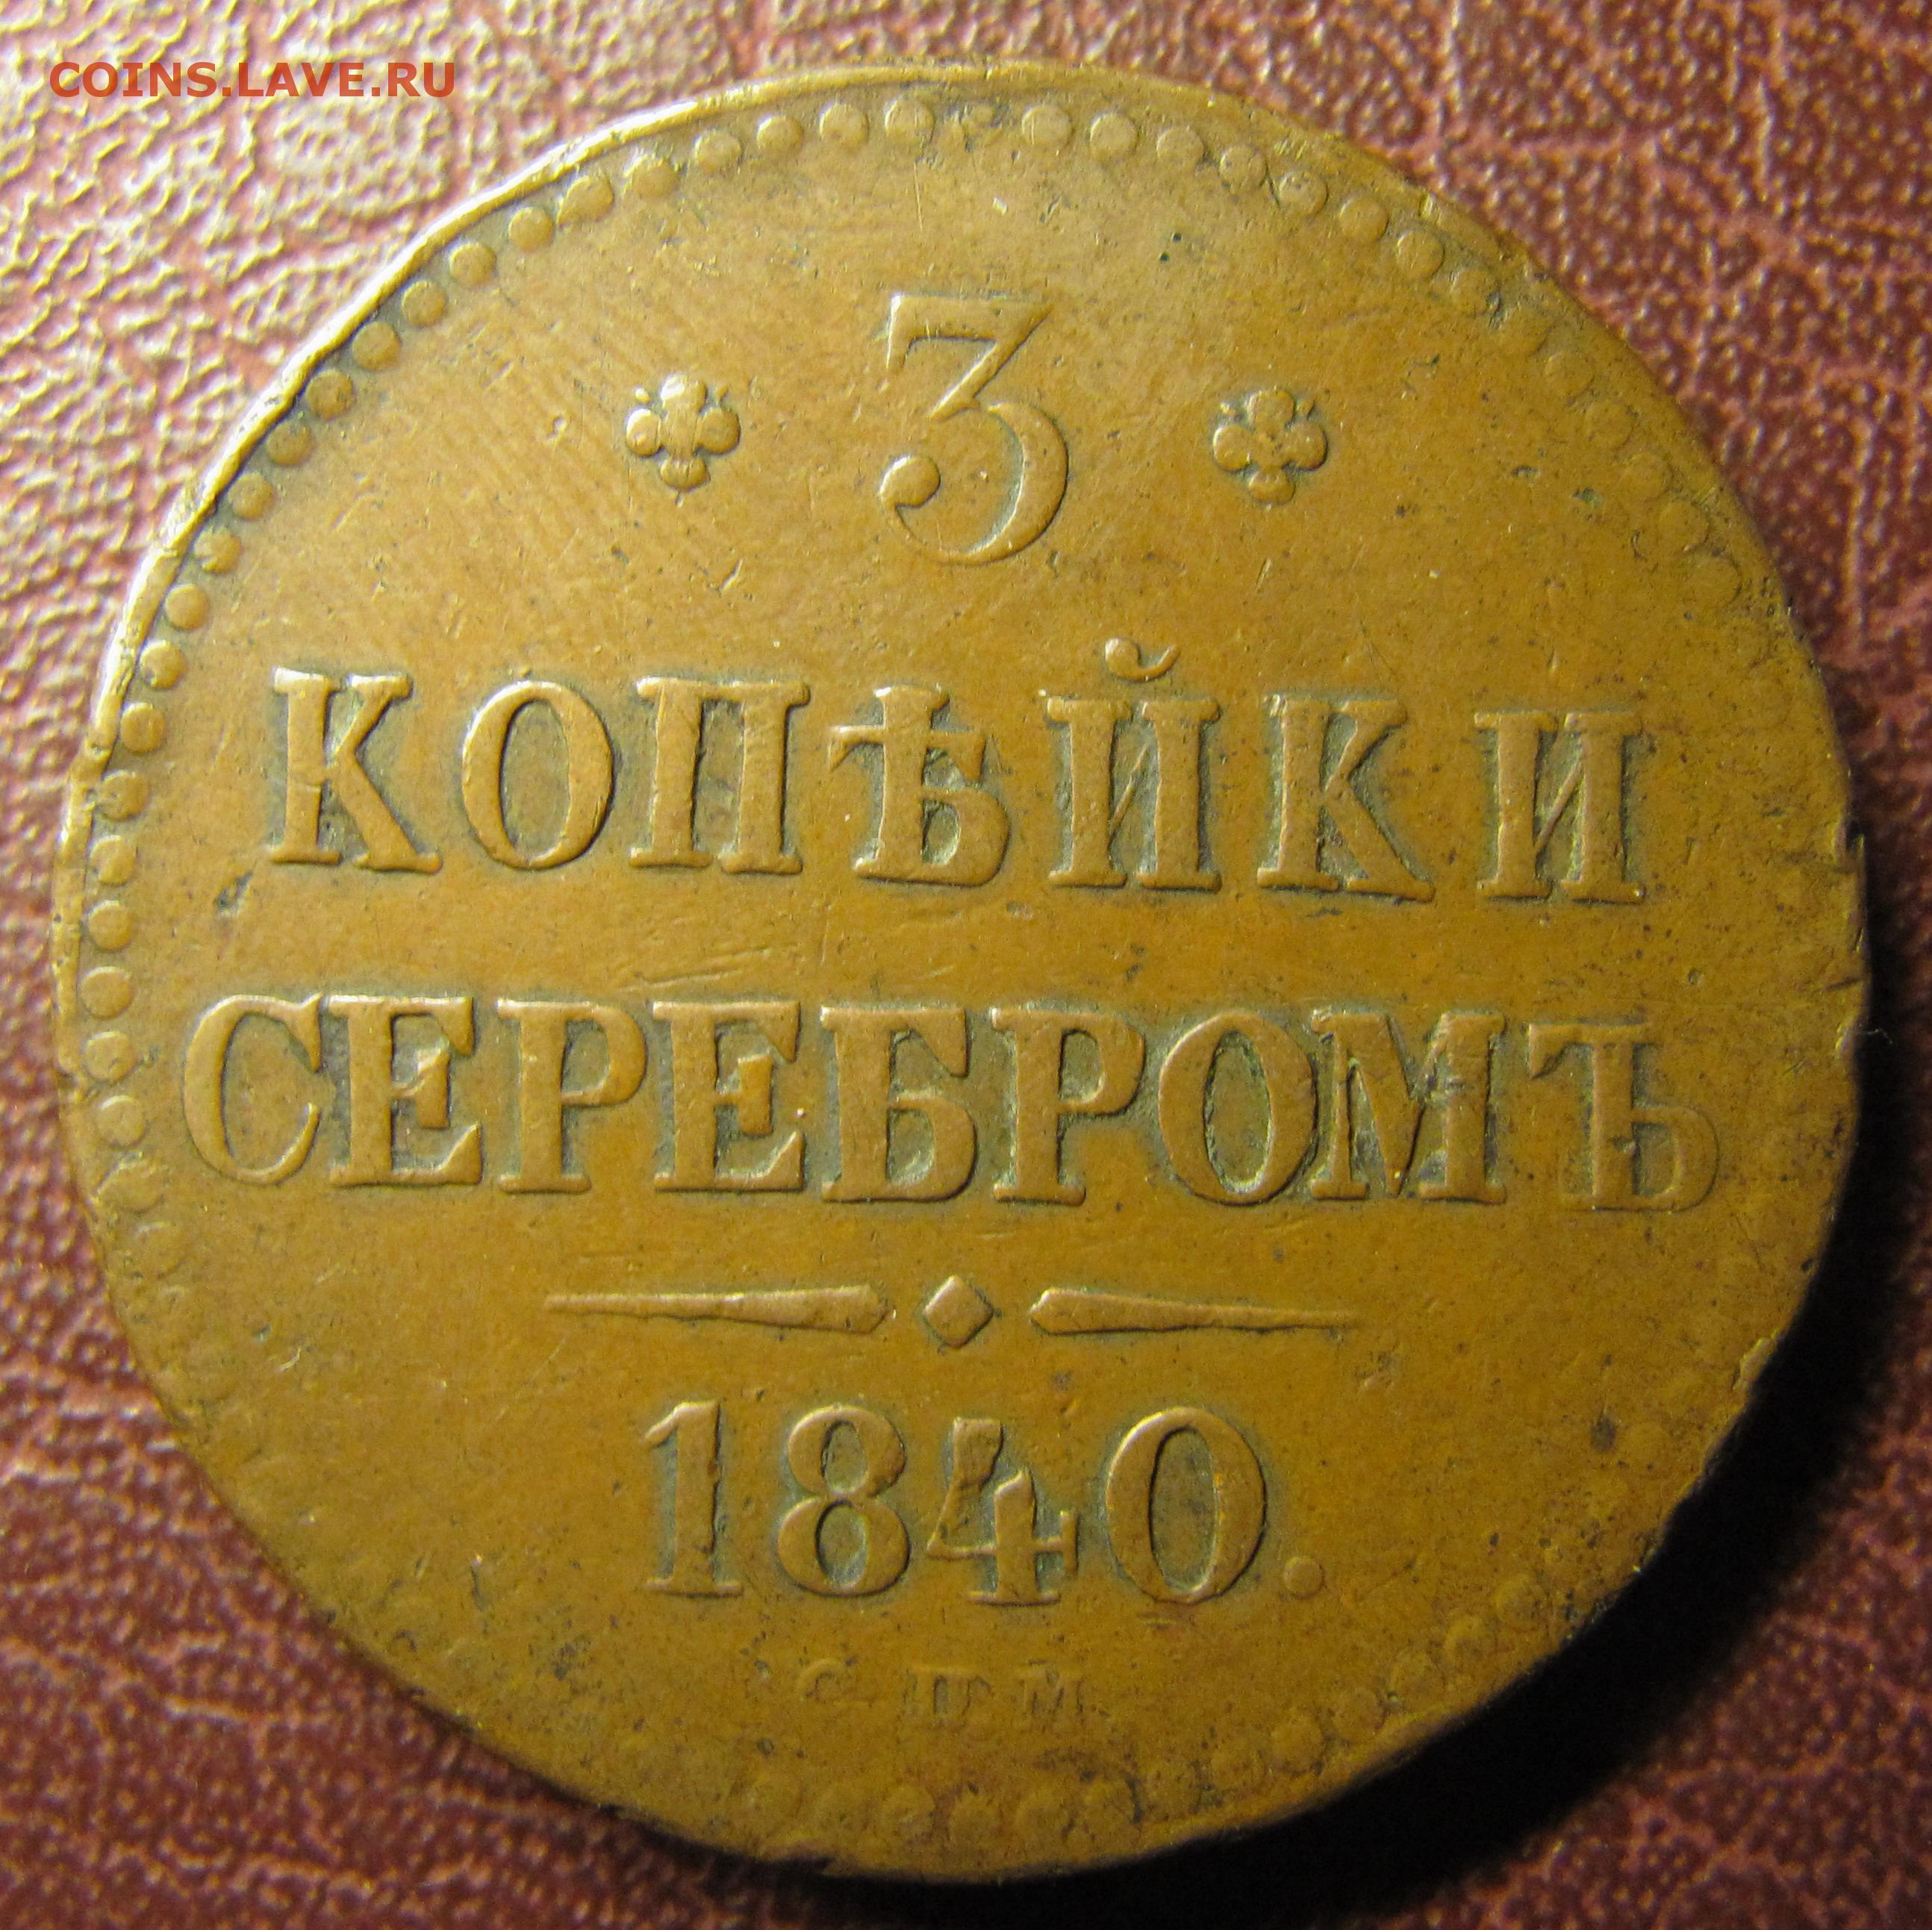 COINS.LAVE.RU
3
КОПѢЙКИ
СЕРЕБРОМЪ
1840.
С П М